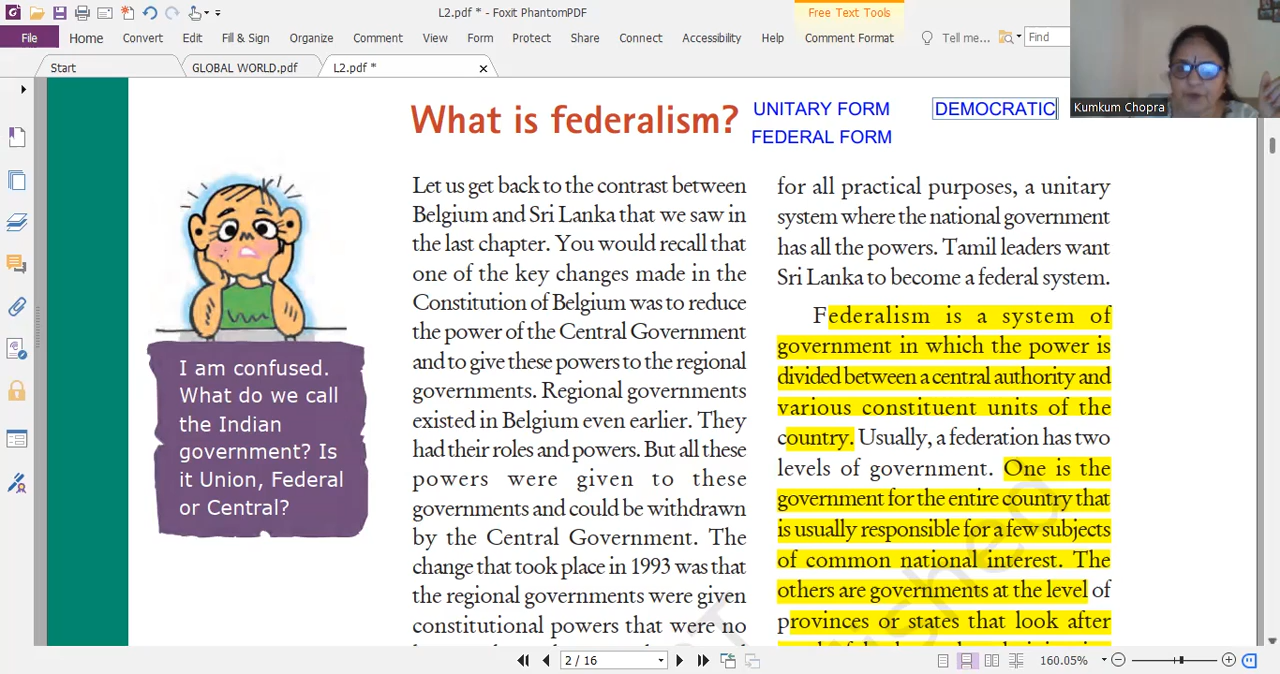 L2.pdf * - Foxit PhantomPDF
Free Text Tools
File Home Convert Edit Fill & Sign Organize Comment View Form Protect Share Connect Accessibility Help Comment Format Tell me... Find
Start GLOBAL WORLD.pdf L2.pdf *
Kumkum Chopra
What is federalism?
UNITARY FORM
FEDERAL FORM
DEMOCRATIC
I am confused.
What do we call
the Indian
government? Is
it Union, Federal
or Central?
Let us get back to the contrast between
Belgium and Sri Lanka that we saw in
the last chapter. You would recall that
one of the key changes made in the
Constitution of Belgium was to reduce
the power of the Central Government
and to give these powers to the regional
governments. Regional governments
existed in Belgium even earlier. They
had their roles and powers. But all these
powers were given to these
governments and could be withdrawn
by the Central Government. The
change that took place in 1993 was that
the regional governments were given
constitutional powers that were no
for all practical purposes, a unitary
system where the national government
has all the powers. Tamil leaders want
Sri Lanka to become a federal system.
Federalism is a system of
government in which the power is
divided between a central authority and
various constituent units of the
country. Usually, a federation has two
levels of government. One is the
government for the entire country that
is usually responsible for a few subjects
of common national interest. The
others are governments at the level of
provinces or states that look after
2 / 16
160.05%